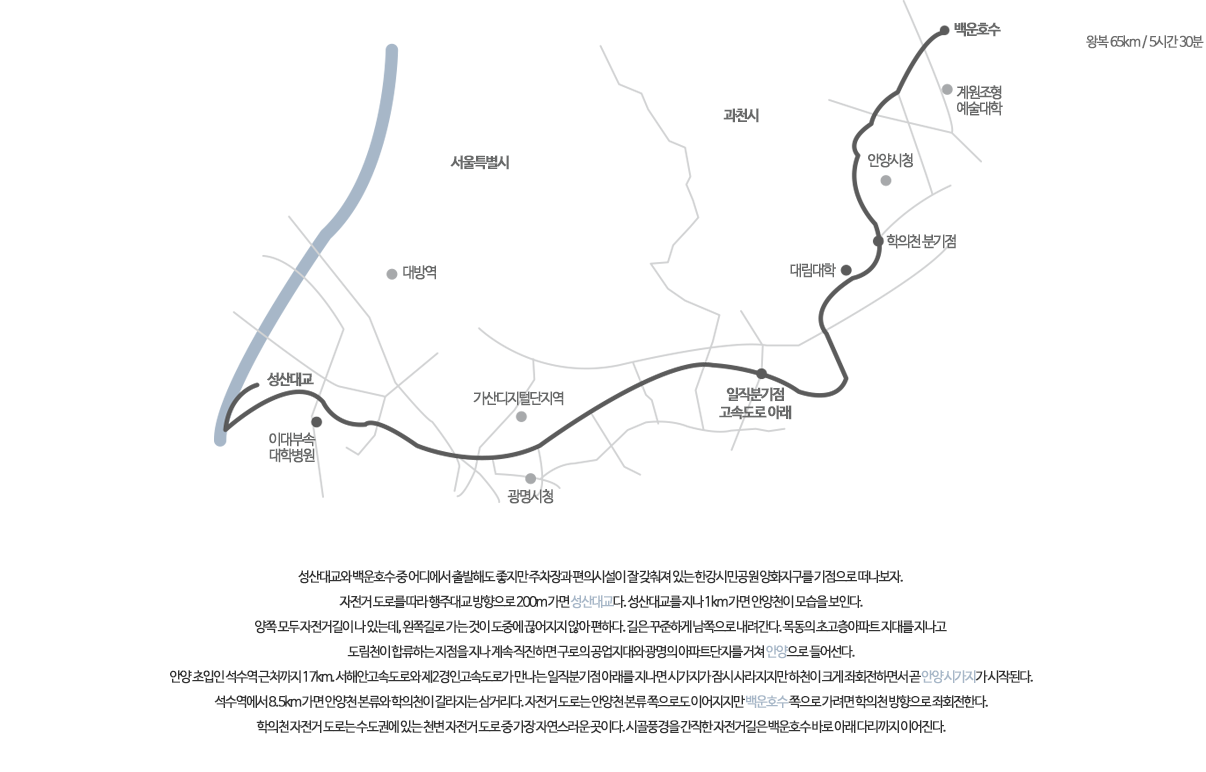 백운호수
왕복 65km / 5시간 30분
계원조형
예술대학
과천시
서울특별시
안양시청
학의천 분기점
대림대학
대방역
성산대교
일직분기점
고속도로 아래
가산디지털단지역
이대부속
대학병원
광명시청
성산대교와 백운호수 중 어디에서 출발해도 좋지만 주차장과 편의시설이 잘 갖춰져 있는 한강시민공원 양화지구를 기점으로 떠나보자.
자전거 도로를 따라 행주대교 방향으로 200m 가면 성산대교다. 성산대교를 지나 1km 가면 안양천이 모습을 보인다.
양쪽 모두 자전거길이 나 있는데, 왼쪽길로 가는 것이 도중에 끊어지지 않아 편하다. 길은 꾸준하게 남쪽으로 내려간다. 목동의 초고층아파트 지대를 지나고
도림천이 합류하는 지점을 지나 계속 직진하면 구로의 공업지대와 광명의 아파트단지를 거쳐 안양으로 들어선다.
안양 초입인 석수역 근처까지 17km. 서해안고속도로와 제2경인고속도로가 만나는 일직분기점 아래를 지나면 시가지가 잠시 사라지지만 하천이 크게 좌회전하면서 곧 안양 시가지가 시작된다.
석수역에서 8.5km 가면 안양천 본류와 학의천이 갈라지는 삼거리다. 자전거 도로는 안양천 본류 쪽으로도 이어지지만 백운호수 쪽으로 가려면 학의천 방향으로 좌회전한다.
학의천 자전거 도로는 수도권에 있는 천변 자전거 도로 중 가장 자연스러운 곳이다. 시골풍경을 간직한 자전거길은 백운호수 바로 아래 다리까지 이어진다.